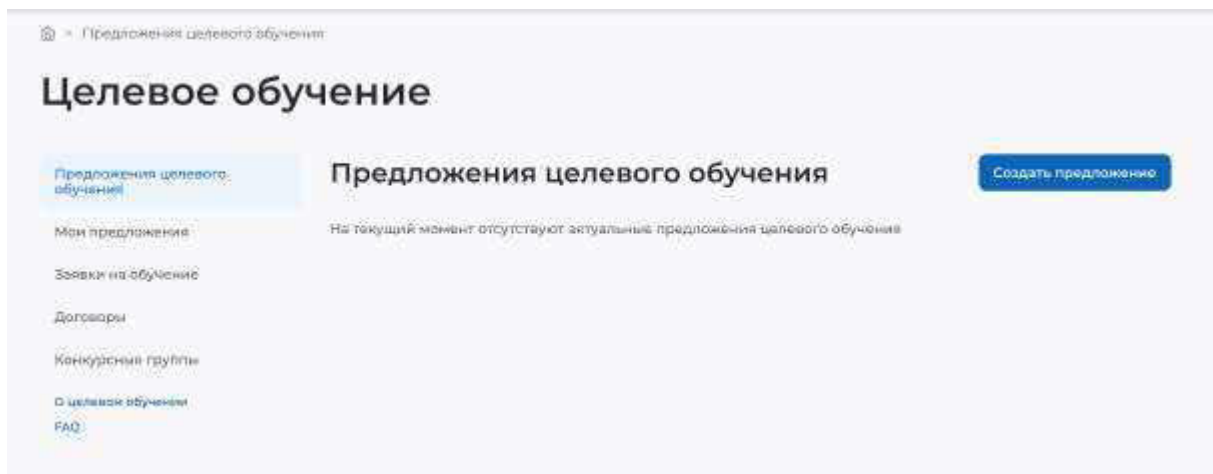 Предложения целевого обучения
Целевое обучение
Предложения целевого
обучения
Мои предложения
Заявки на обучение
Договоры
Конкурсные группы
О целевом обучении
FAQ
Предложения целевого обучения
Создать предложение
На текущий момент отсутствуют актуальные предложения целевого обучения